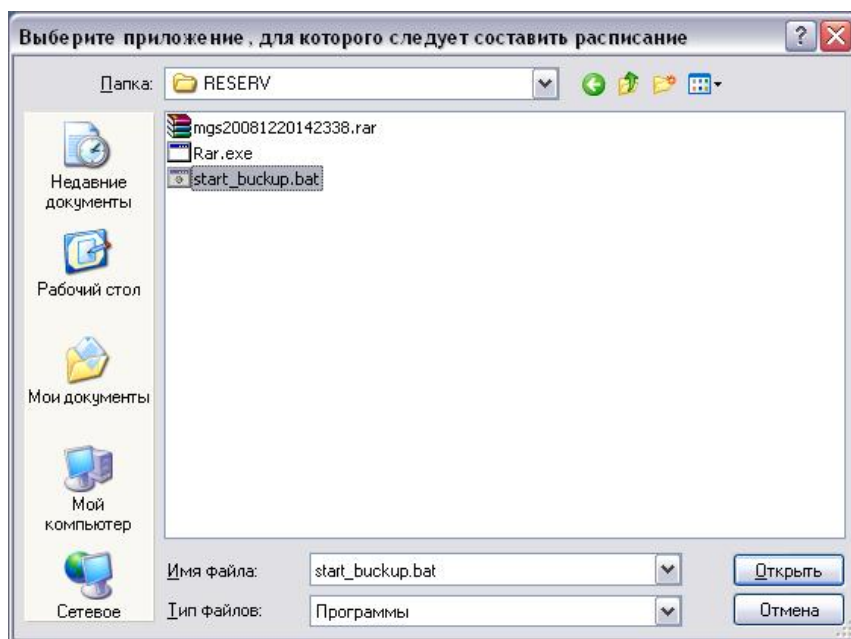 Выберите приложение, для которого следует составить расписание
Папка: RESERV
mgs20081220142338.rar
Rar.exe
start_buckup.bat
Недавние
документы
Рабочий стол
Мои документы
Мой
компьютер
Сетевое
Имя файла: start_buckup.bat Открыть
Тип файлов: Программы Отмена